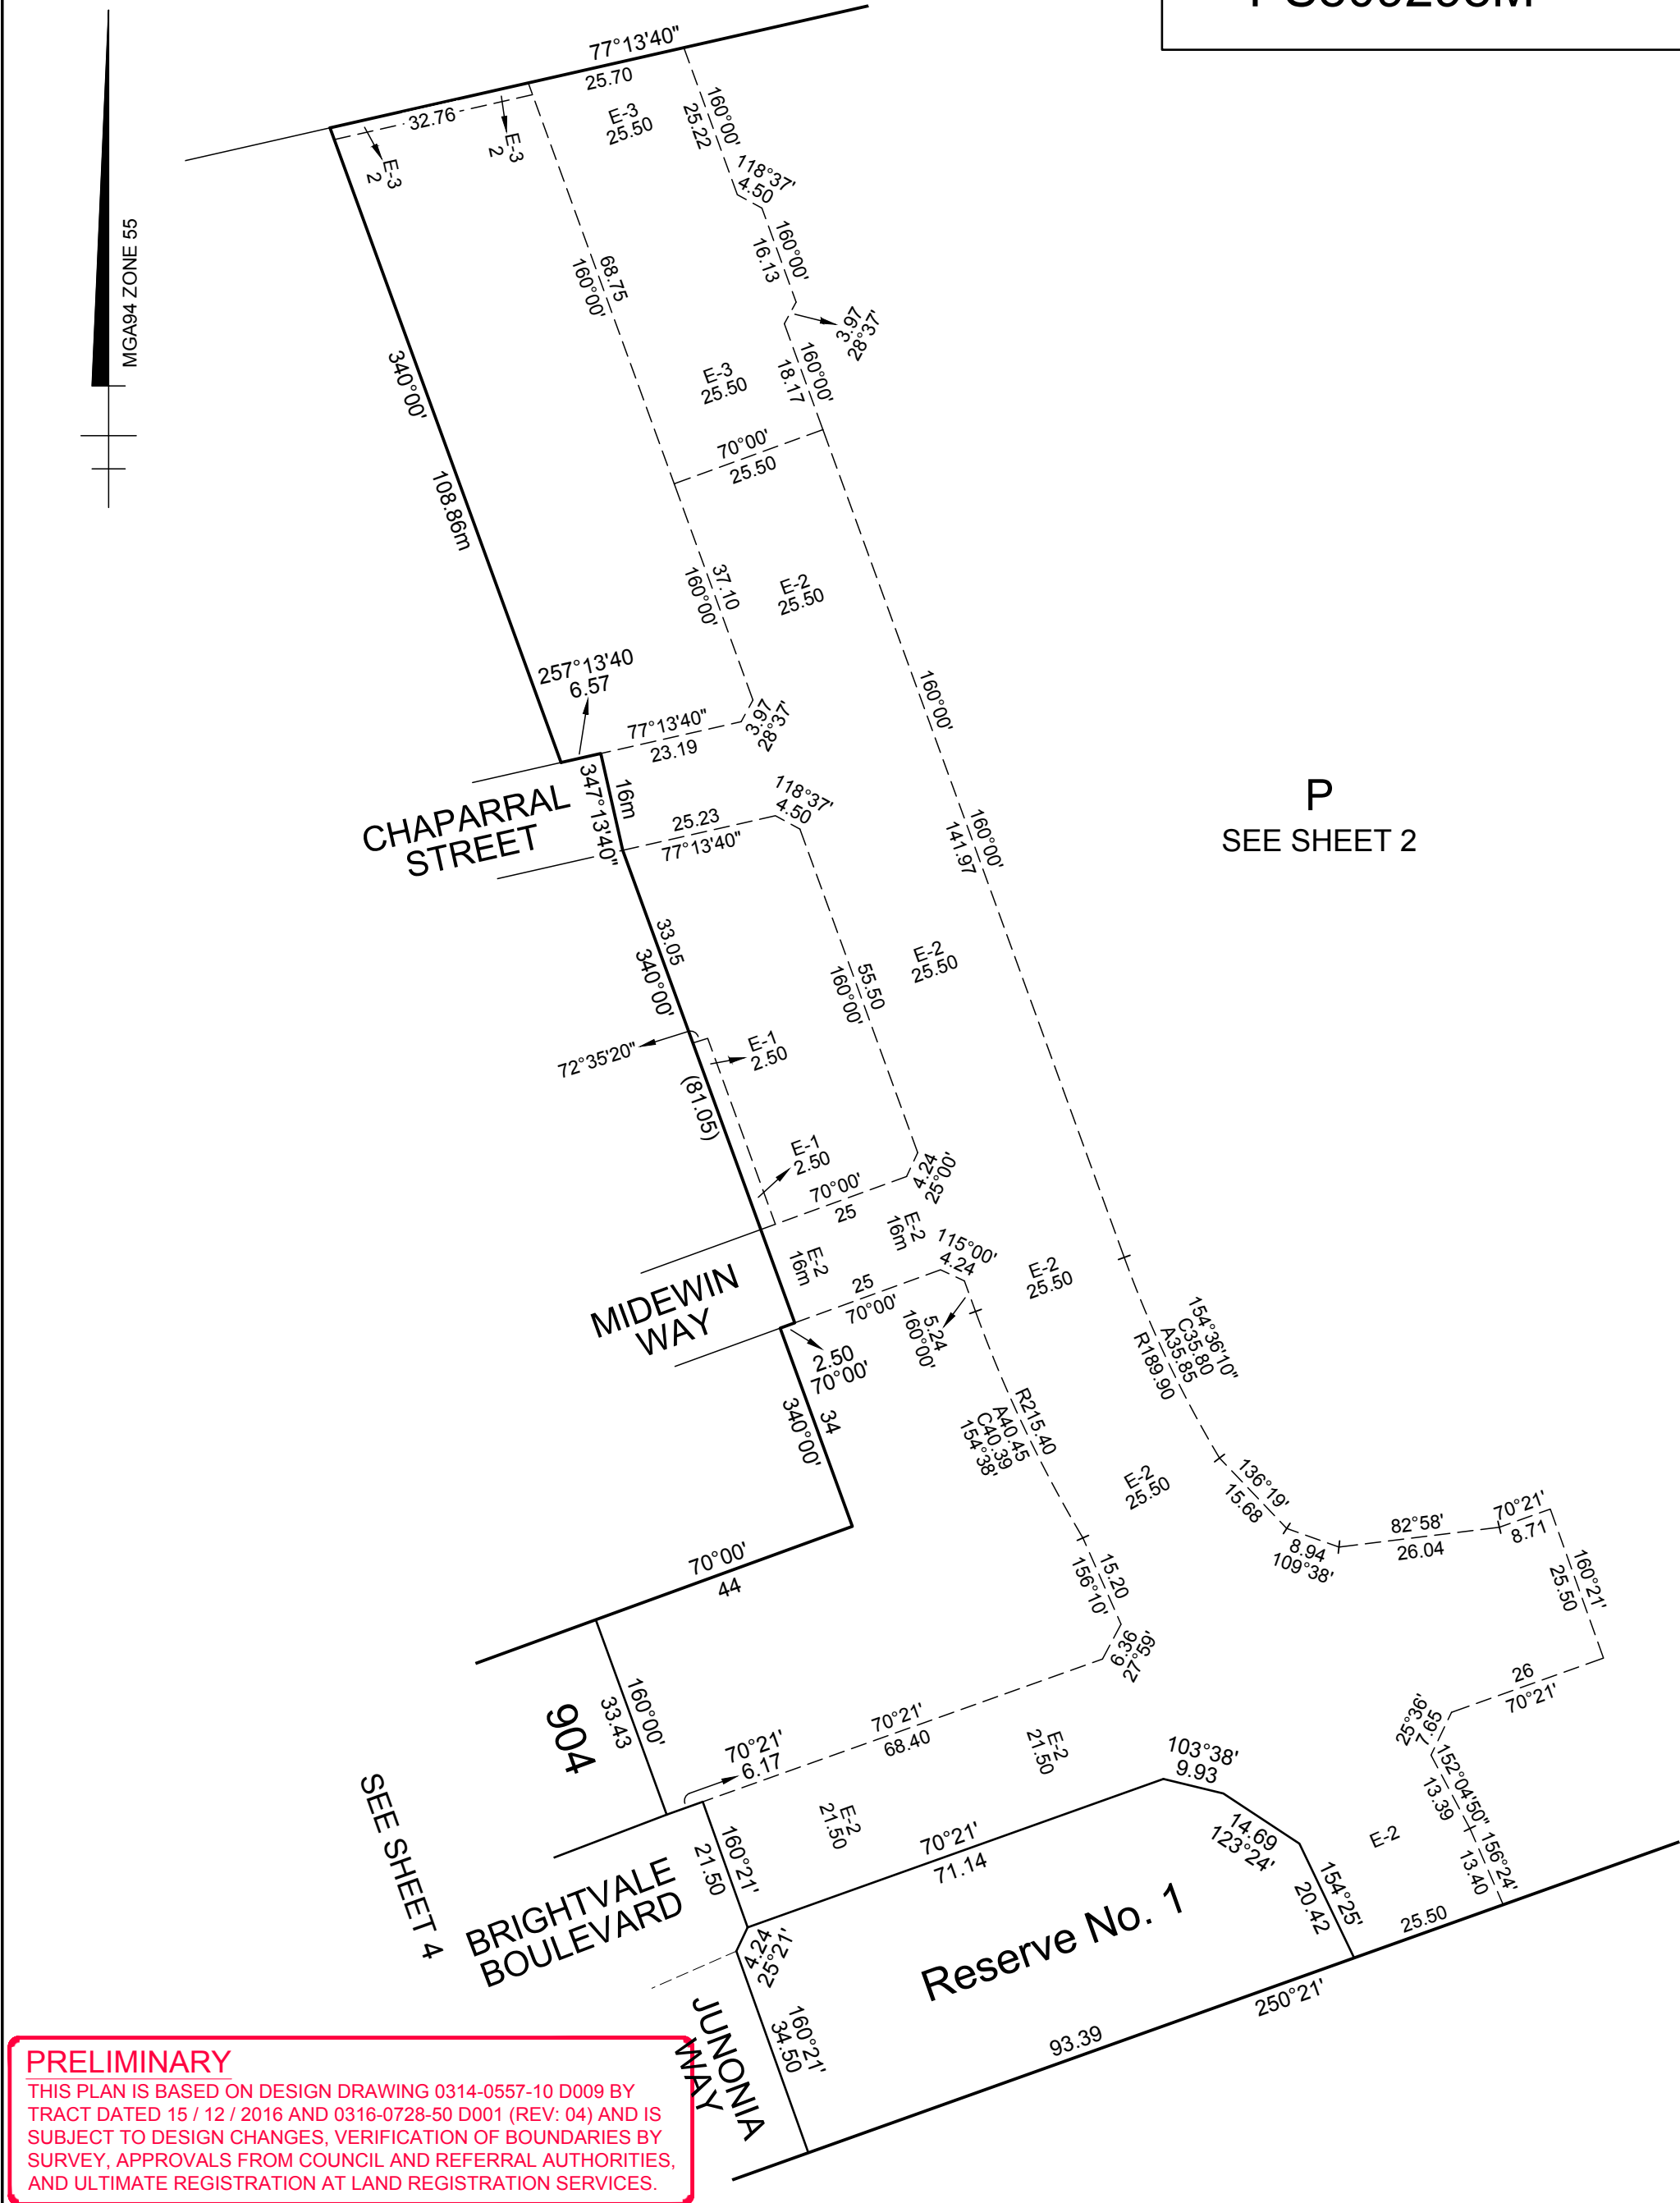 77°13'40"
25.70
32.76
E-3
25.50
E-3
2
E-3
2
160°00'
25.22
118°37'
4.50
160°00'
16.13
3.97
28°37'
MGA94 ZONE 55
68.75
160°00'
340°00'
108.86m
E-3
25.50
160°00'
18.17
70°00'
25.50
37.10
160°00'
E-2
25.50
257°13'40
6.57
77°13'40"
23.19
3.97
28°37'
160°00'
CHAPARRAL
STREET
16m
347°13'40"
25.23
77°13'40"
118°37'
4.50
160°00'
141.97
P
SEE SHEET 2
33.05
340°00'
55.50
160°00'
E-2
25.50
72°35'20"
E-1
2.50
(81.05)
E-1
2.50
70°00'
25
4.24
25°00'
E-2
16m
E-2
16m
115°00'
4.24
E-2
25.50
MIDEWIN
WAY
25
70°00'
2.50
70°00'
5.24
160°00'
154°36'10"
C35.80
A35.85
R189.90
34
340°00'
R215.40
A40.45
C40.39
154°38'
E-2
25.50
136°19'
15.68
8.94
109°38'
82°58'
26.04
70°21'
8.71
160°21'
25.50
70°00'
44
15.20
156°10'
6.36
27°59'
26
70°21'
904
160°00'
33.43
70°21'
6.17
70°21'
68.40
E-2
21.50
E-2
21.50
103°38'
9.93
25°36'
7.65
152°04'50"
13.39
156°24'
13.40
E-2
14.69
123°24'
154°25'
20.42
25.50
SEE SHEET 4
BRIGHTVALE
BOULEVARD
160°21'
21.50
70°21'
71.14
Reserve No. 1
4.24
25°21'
JUNONIA
WAY
160°21'
34.50
93.39
250°21'
PRELIMINARY
THIS PLAN IS BASED ON DESIGN DRAWING 0314-0557-10 D009 BY
TRACT DATED 15 / 12 / 2016 AND 0316-0728-50 D001 (REV: 04) AND IS
SUBJECT TO DESIGN CHANGES, VERIFICATION OF BOUNDARIES BY
SURVEY, APPROVALS FROM COUNCIL AND REFERRAL AUTHORITIES,
AND ULTIMATE REGISTRATION AT LAND REGISTRATION SERVICES.